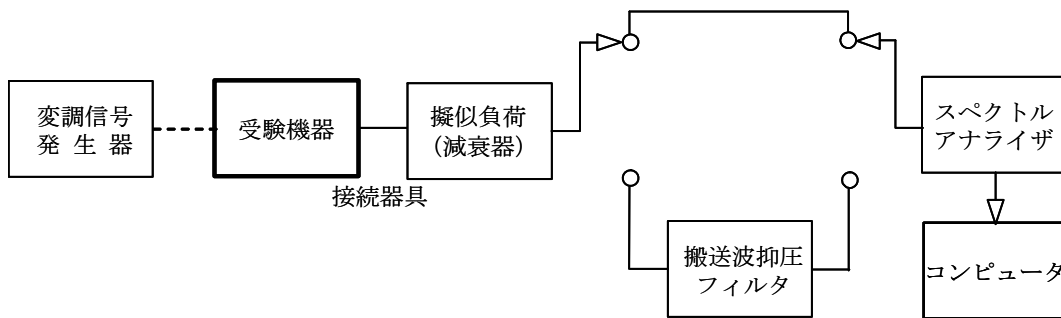 変調信号
発 生 器
受験機器
接続器具
擬似負荷
(減衰器)
搬送波抑圧
フィルタ
スペクトル
アナライザ
コンピュータ